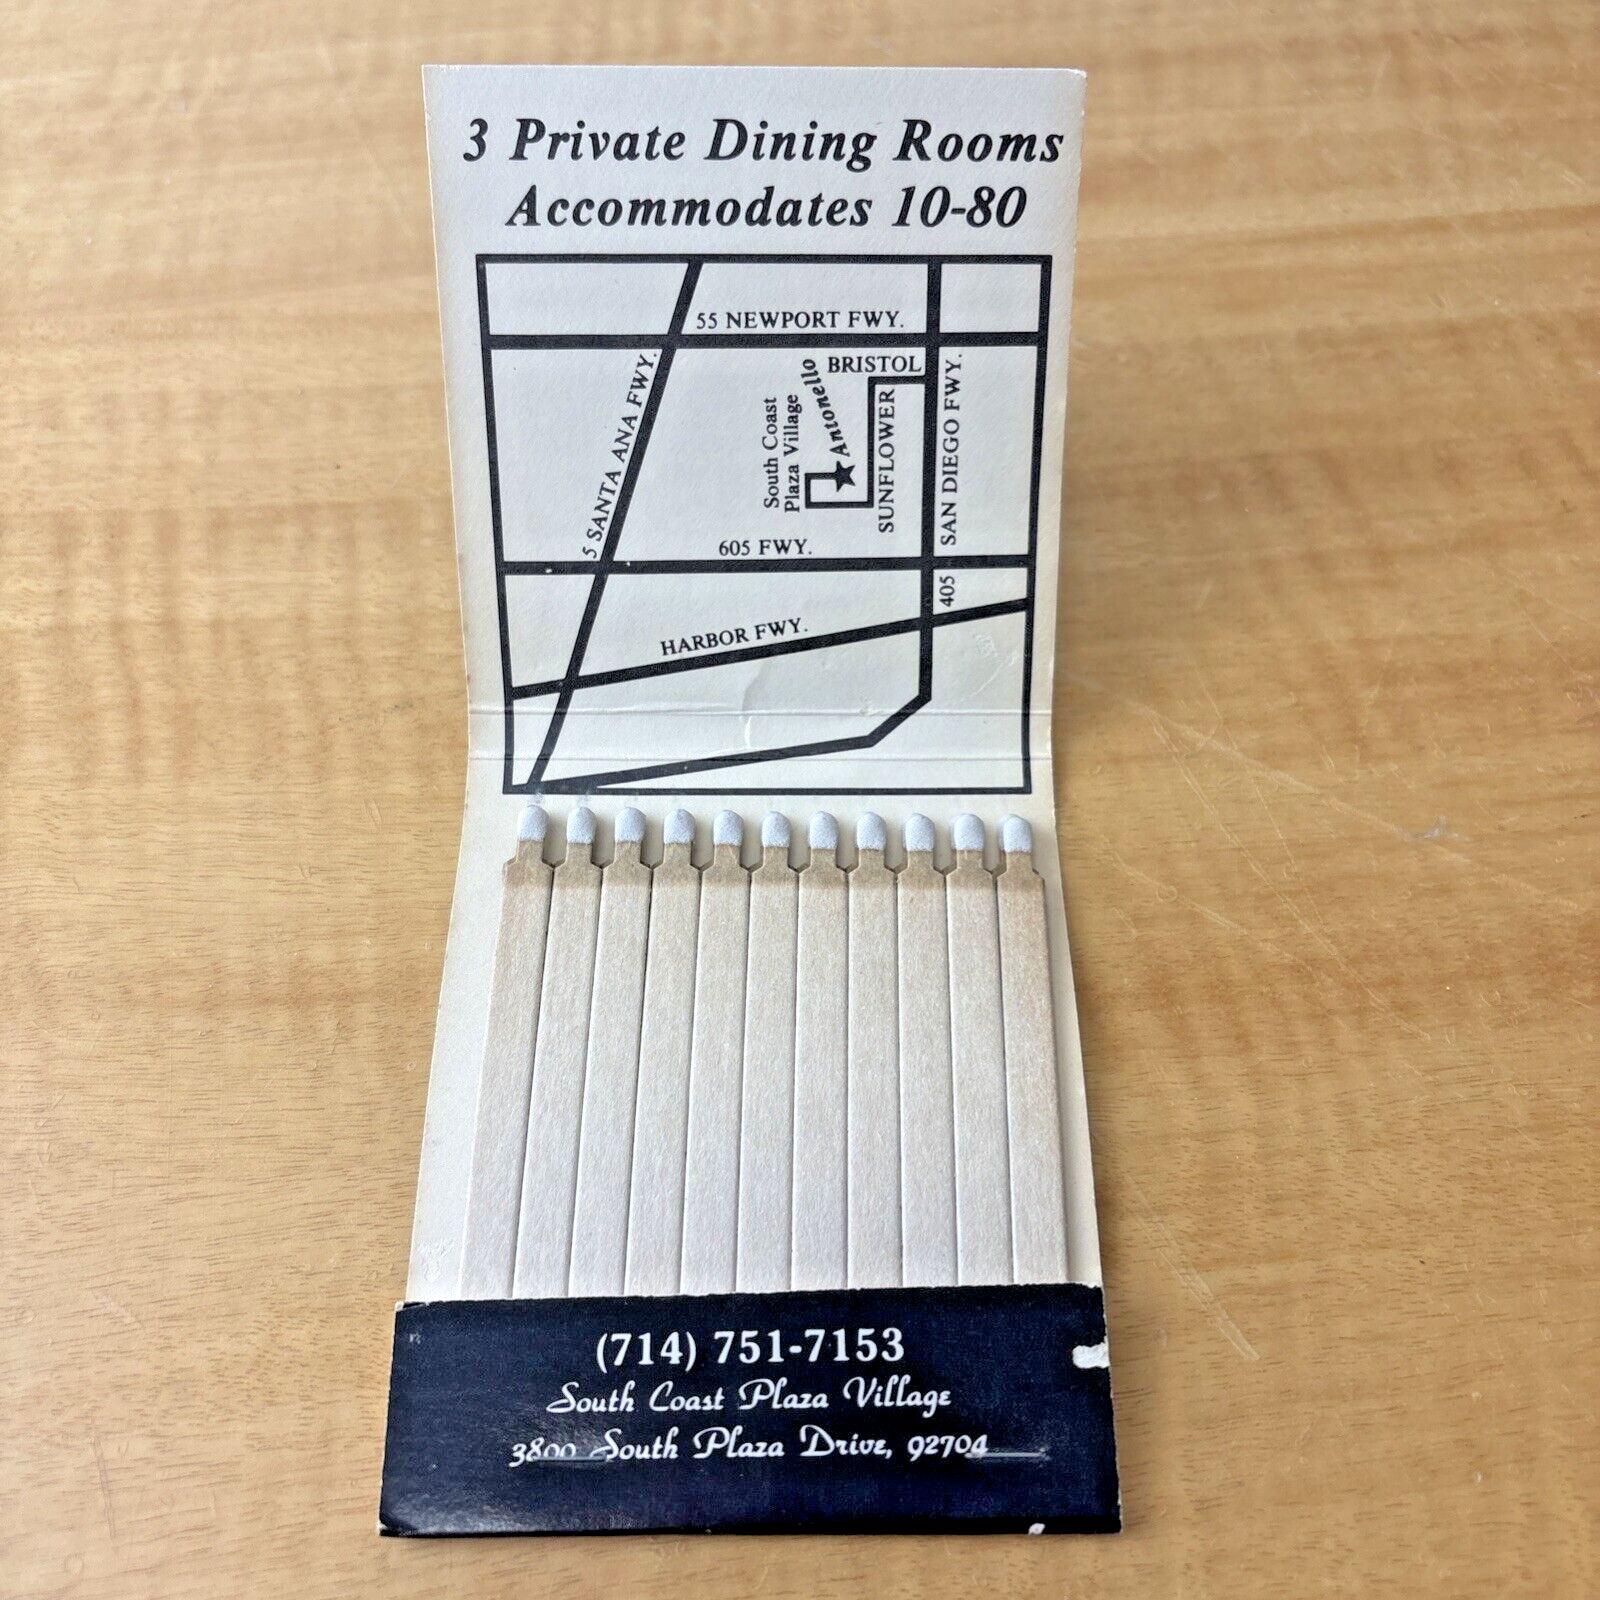 3 Private Dining Rooms
Accommodates 10-80
55 NEWPORT FWY.
BRISTOL
5 SANTA ANA FWY.
South Coast
Plaza Village
Antonello
SUNFLOWER
SAN DIEGO FWY.
605 FWY.
405
HARBOR FWY.
(714) 751-7153
South Coast Plaza Village
3800 South Plaza Drive, 92704